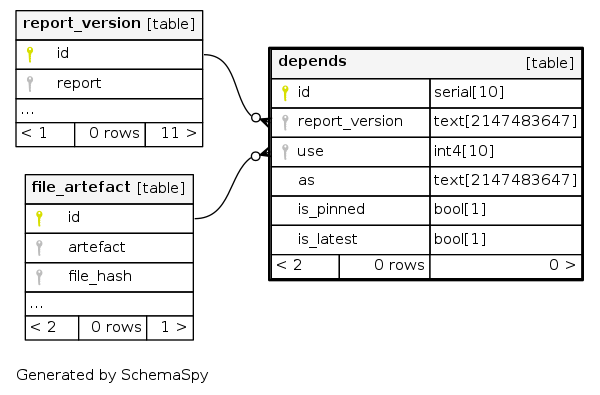 report_version [table]
id
report
...
< 1 0 rows 11 >
depends [table]
id serial[10]
report_version text[2147483647]
use int4[10]
as text[2147483647]
is_pinned bool[1]
is_latest bool[1]
< 2 0 rows 0 >
file_artefact [table]
id
artefact
file_hash
...
< 2 0 rows 1 >
Generated by SchemaSpy